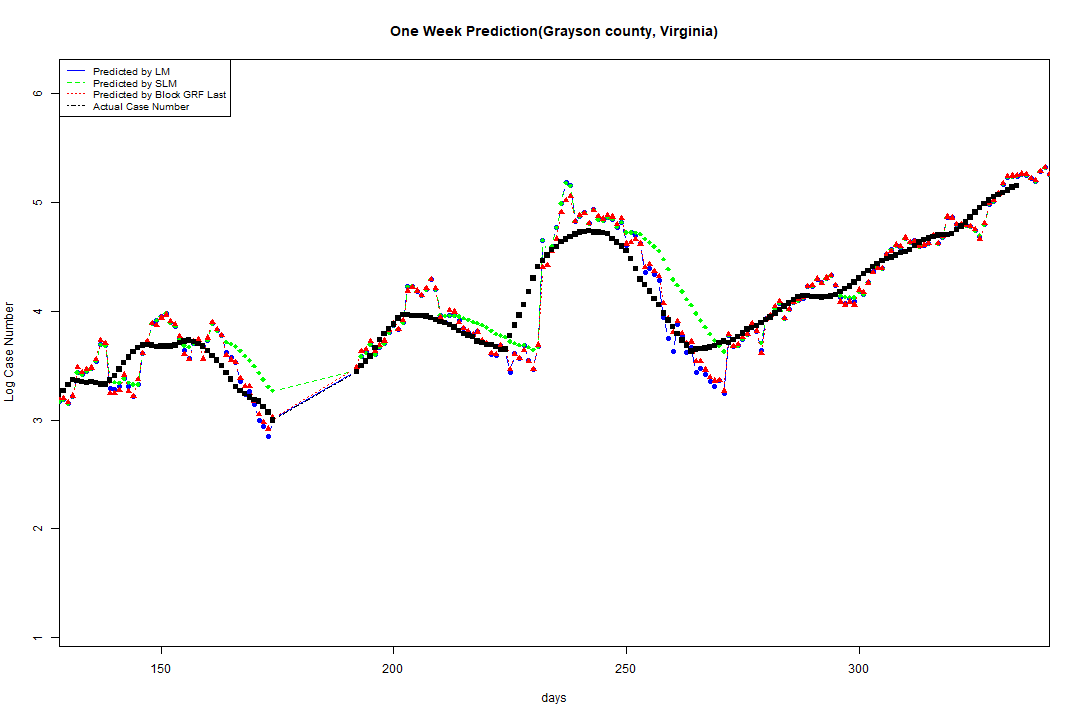 One Week Prediction(Grayson county, Virginia)
Predicted by LM
Predicted by SLM
Predicted by Block GRF Last
Actual Case Number
Log Case Number
6
5
4
3
2
1
150
200
250
300
days